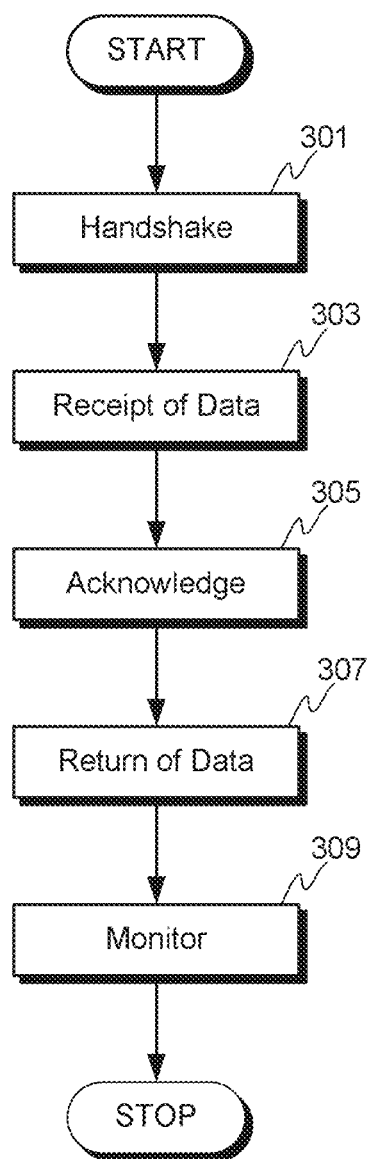 START
301
Handshake
303
Receipt of Data
305
Acknowledge
307
Return of Data
309
Monitor
STOP